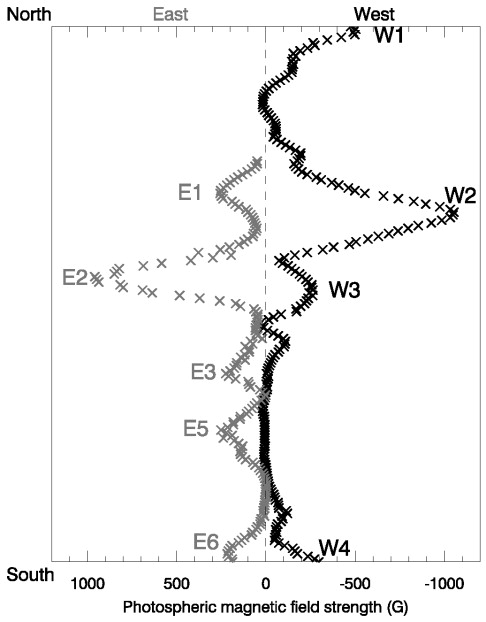 North East West
W1
E1
W2
E2
W3
E3
E5
E6
W4
South
1000 500 0 -500 -1000
Photospheric magnetic field strength (G)